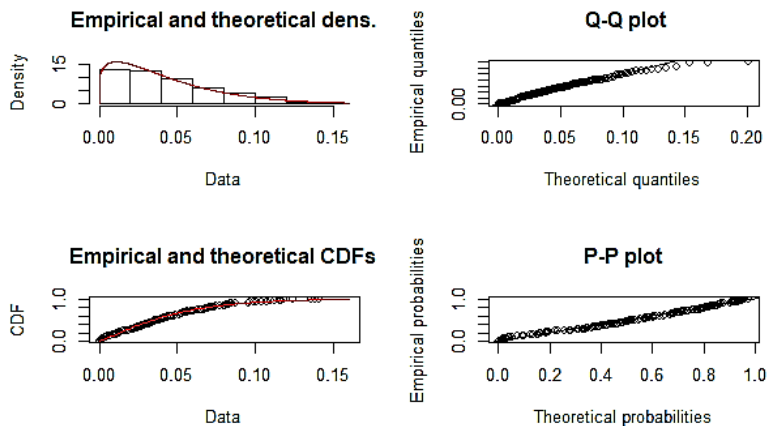 Empirical and theoretical dens.
Density
15
0
0.00 0.05 0.10 0.15
Data
Q-Q plot
Empirical quantiles
0.00
0.00 0.05 0.10 0.15 0.20
Theoretical quantiles
Empirical and theoretical CDFs
CDF
1.0
0.0
0.00 0.05 0.10 0.15
Data
P-P plot
Empirical probabilities
1.0
0.0
0.0 0.2 0.4 0.6 0.8 1.0
Theoretical probabilities